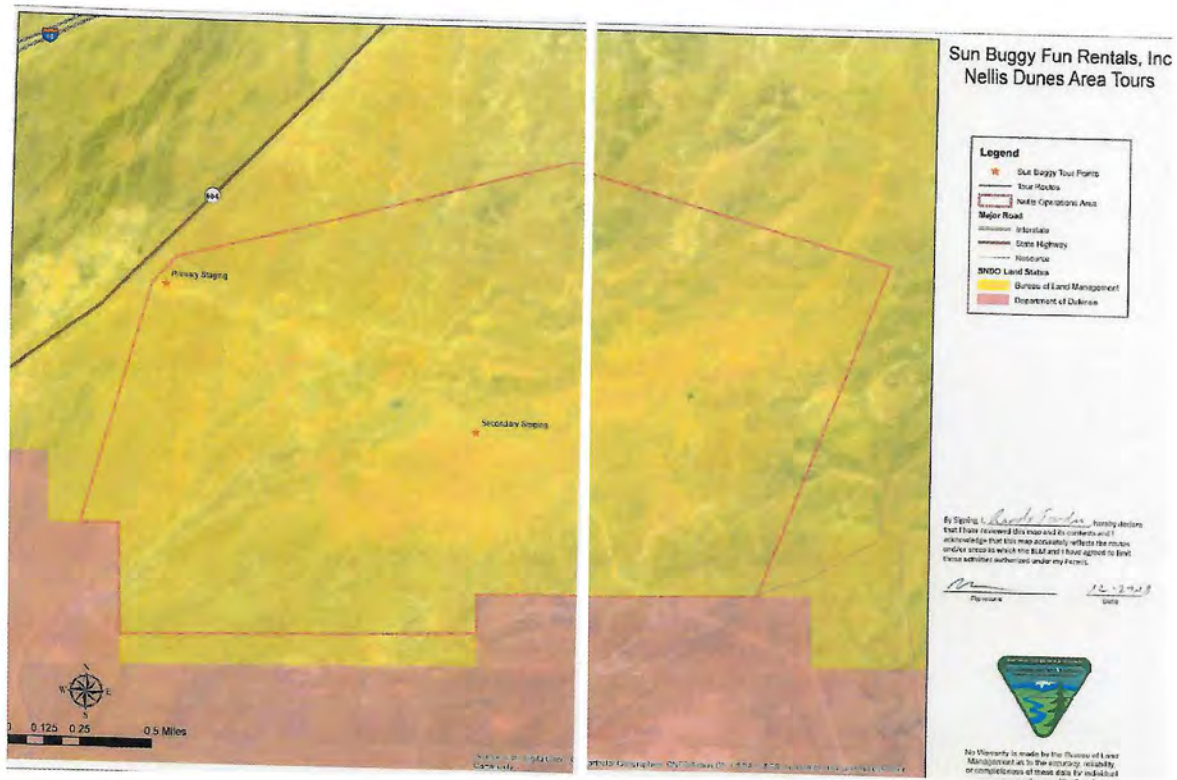 Sun Buggy Fun Rentals, Inc
Nellis Dunes Area Tours
15
604
Primary Staging
Secondary Staging
Legend
Sun Buggy Tour Points
Tour Routes
Nellis Operations Area
Major Road
Interstate
State Highway
Resource
SNDO Land Status
Bureau of Land Management
Department of Defense
By Signing, I, Randy hereby declare
that I have reviewed this map and its contents and I
acknowledge that this map accurately reflects the routes
and/or areas to which the BLM and I have agreed to limit
those activities authorized under my Permit.
Signature
Date
N
W E
S
0 0.125 0.25 0.5 Miles
Community
No Warranty is made by the Bureau of Land
Management as to the accuracy, reliability,
or completeness of these data for individual